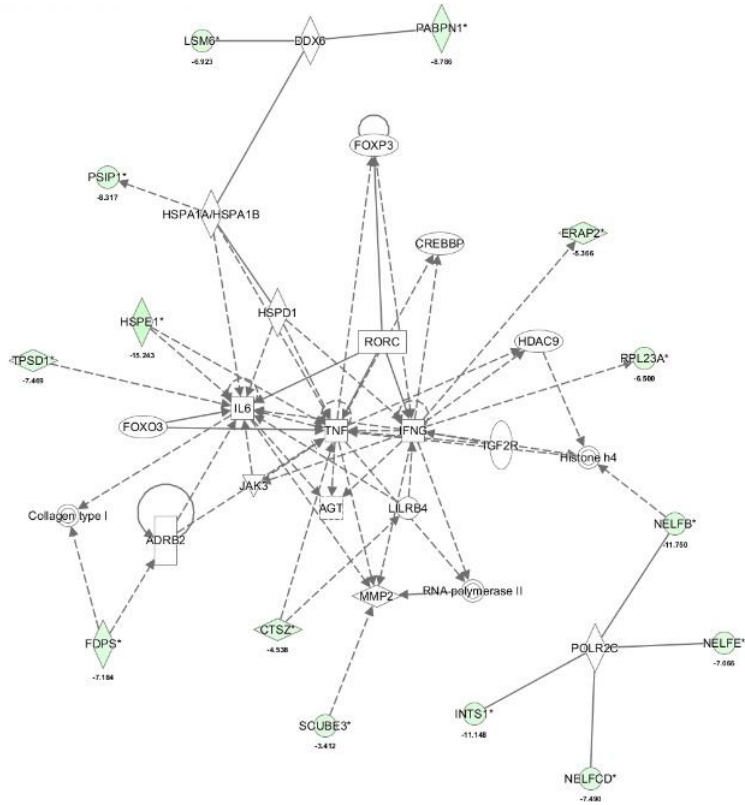 PABPN1*
LSM6*
DDX6
-6.923
-8.786
FOXP3
PSIP1*
-8.317
HSPA1A/HSPA1B
ERAP2*
CREBBP
-5.366
HSPD1
HSPE1*
RORC
HDAC9
-15.243
TPSD1*
RPL23A*
-7.469
-6.500
IL6
FOXO3
TNF
IFNG
TGF2R
Histone h4
JAK3
AGT
LILRB4
Collagen type I
NELFB*
ADRB2
-11.750
RNA polymerase II
MMP2
CTSZ*
FDPS*
-4.538
POLR2C
NELFE*
-7.184
-7.066
INTS1*
SCUBE3*
-11.148
-3.412
NELFCD*
-7.490